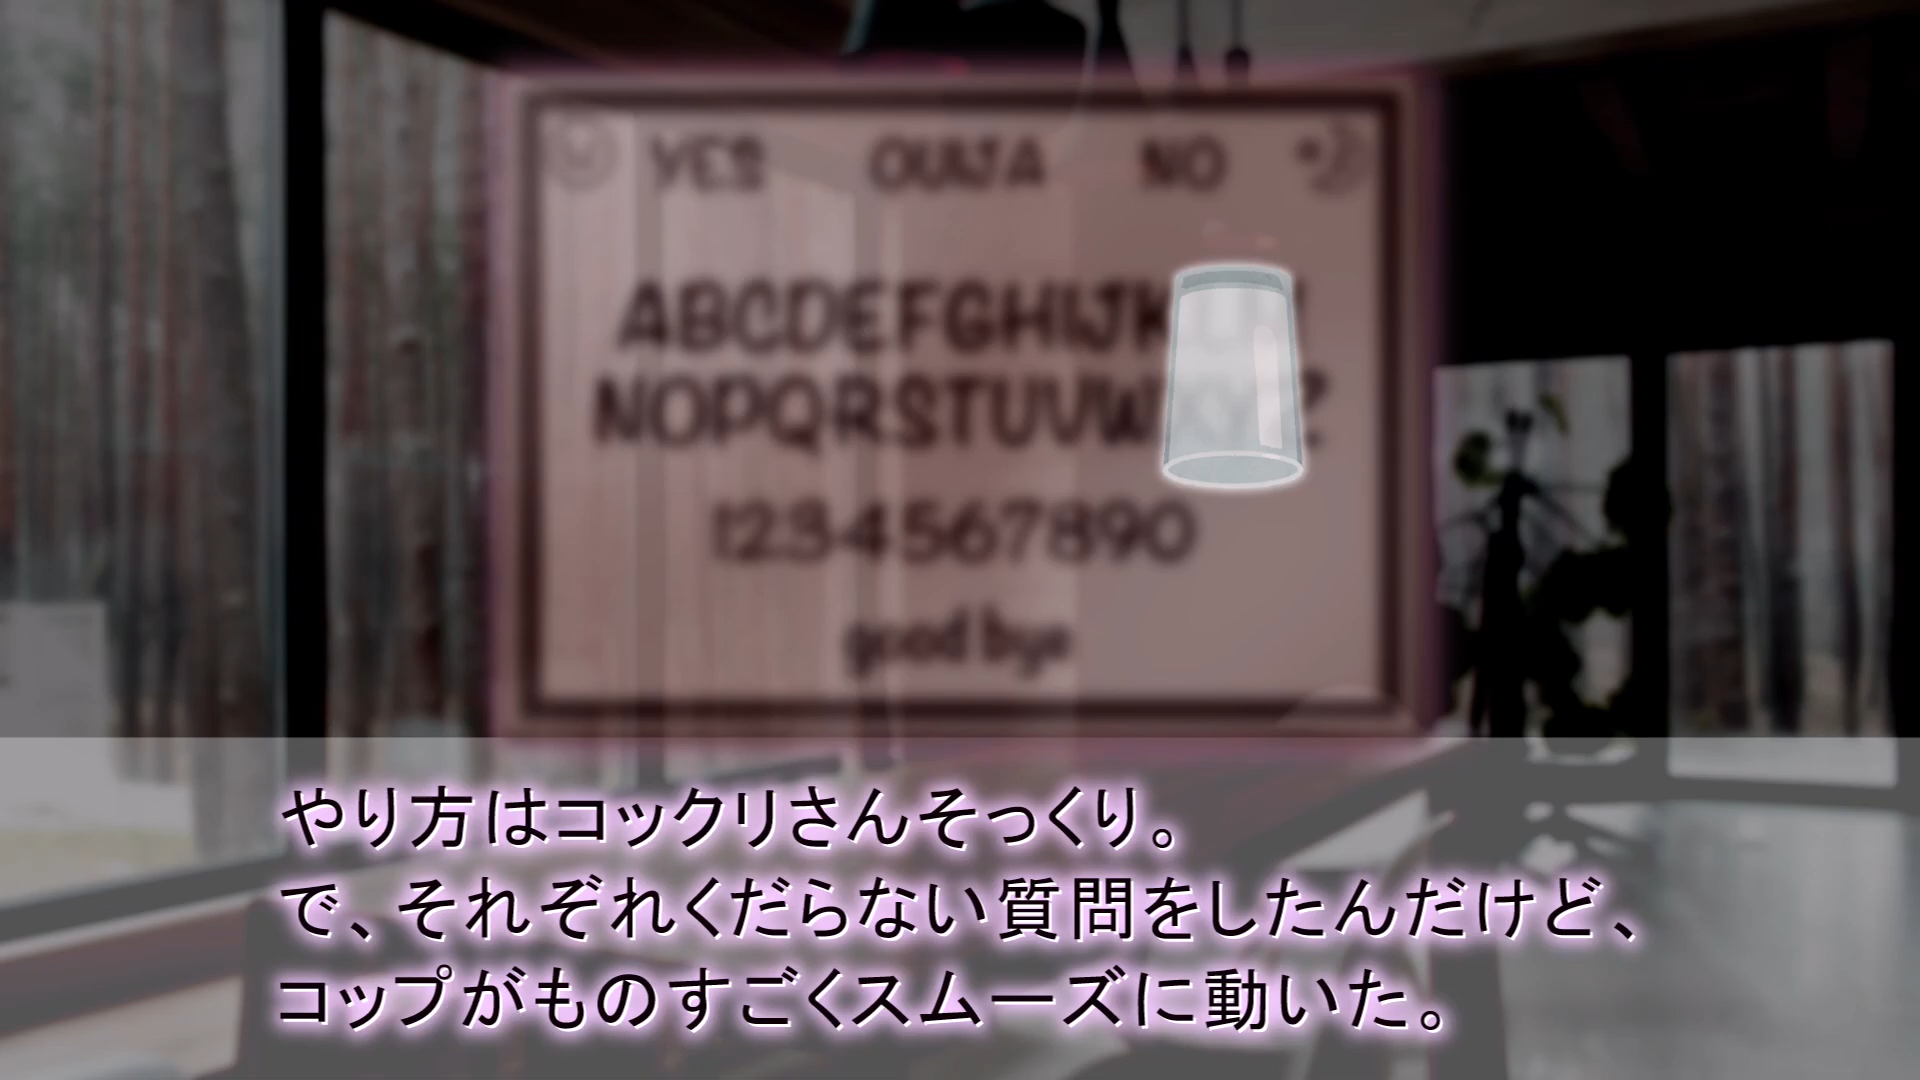 YES OUIJA NO
ABCDEFGHIJK
NOPQRSTUVWXYZ
1234567890
good bye
やり方はコックリさんそっくり。
で、それぞれくだらない質問をしたんだけど、
コップがものすごくスムーズに動いた。